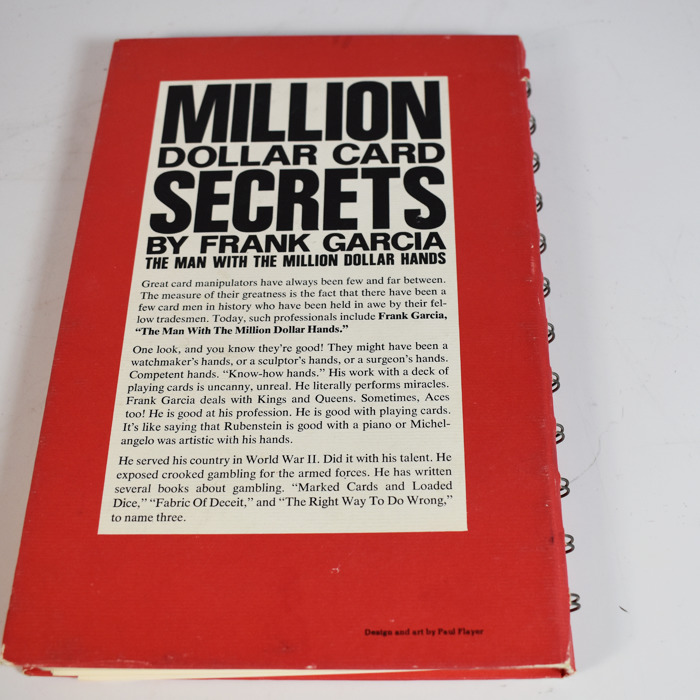 MILLION
DOLLAR CARD
SECRETS
BY FRANK GARCIA
THE MAN WITH THE MILLION DOLLAR HANDS
Great card manipulators have always been few and far between.
The measure of their greatness is the fact that there have been a
few card men in history who have been held in awe by their fel-
low tradesmen. Today, such professionals include Frank Garcia,
“The Man With The Million Dollar Hands.”
One look, and you know they’re good! They might have been a
watchmaker’s hands, or a sculptor’s hands, or a surgeon’s hands.
Competent hands. “Know-how hands.” His work with a deck of
playing cards is uncanny, unreal. He literally performs miracles.
Frank Garcia deals with Kings and Queens. Sometimes, Aces
too! He is good at his profession. He is good with playing cards.
It’s like saying that Rubenstein is good with a piano or Michel-
angelo was artistic with his hands.
He served his country in World War II. Did it with his talent. He
exposed crooked gambling for the armed forces. He has written
several books about gambling. “Marked Cards and Loaded
Dice,” “Fabric Of Deceit,” and “The Right Way To Do Wrong,”
to name three.
Design and art by Paul Flayer